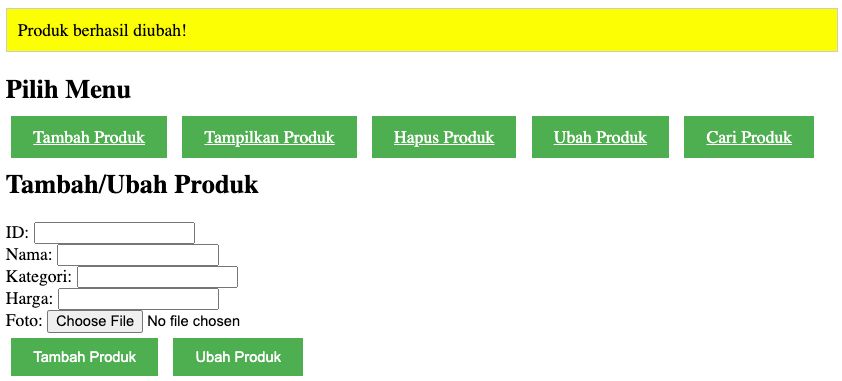 Produk berhasil diubah!
Pilih Menu
Tambah Produk Tampilkan Produk Hapus Produk Ubah Produk Cari Produk
Tambah/Ubah Produk
ID:
Nama:
Kategori:
Harga:
Foto: Choose File No file chosen
Tambah Produk Ubah Produk